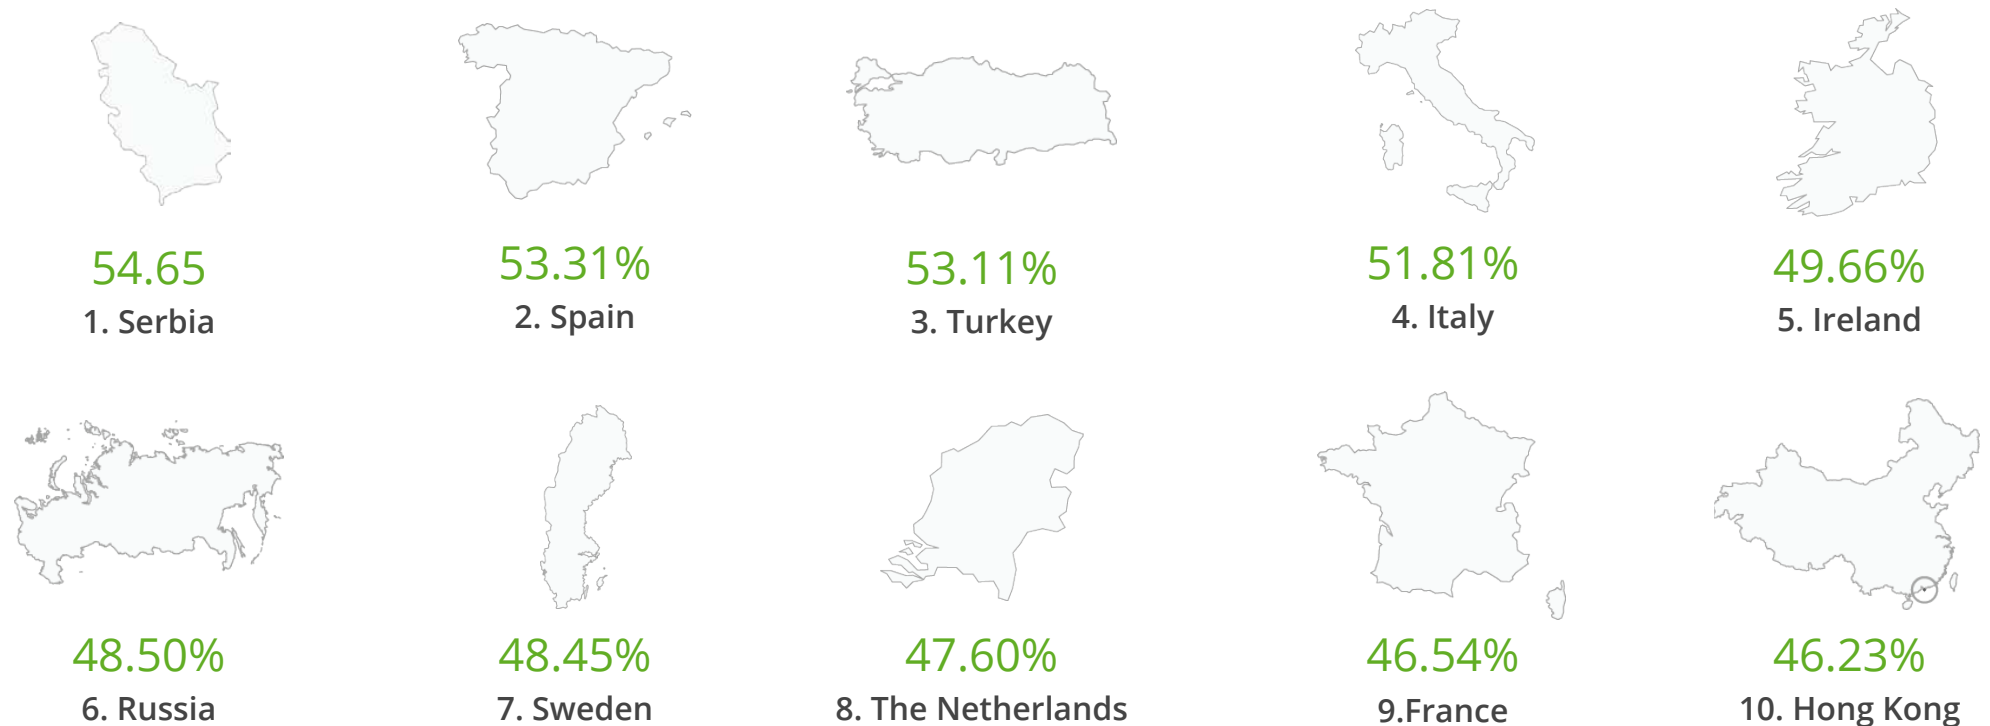 54.65
1. Serbia
53.31%
2. Spain
53.11%
3. Turkey
51.81%
4. Italy
49.66%
5. Ireland
48.50%
6. Russia
48.45%
7. Sweden
47.60%
8. The Netherlands
46.54%
9.France
46.23%
10. Hong Kong